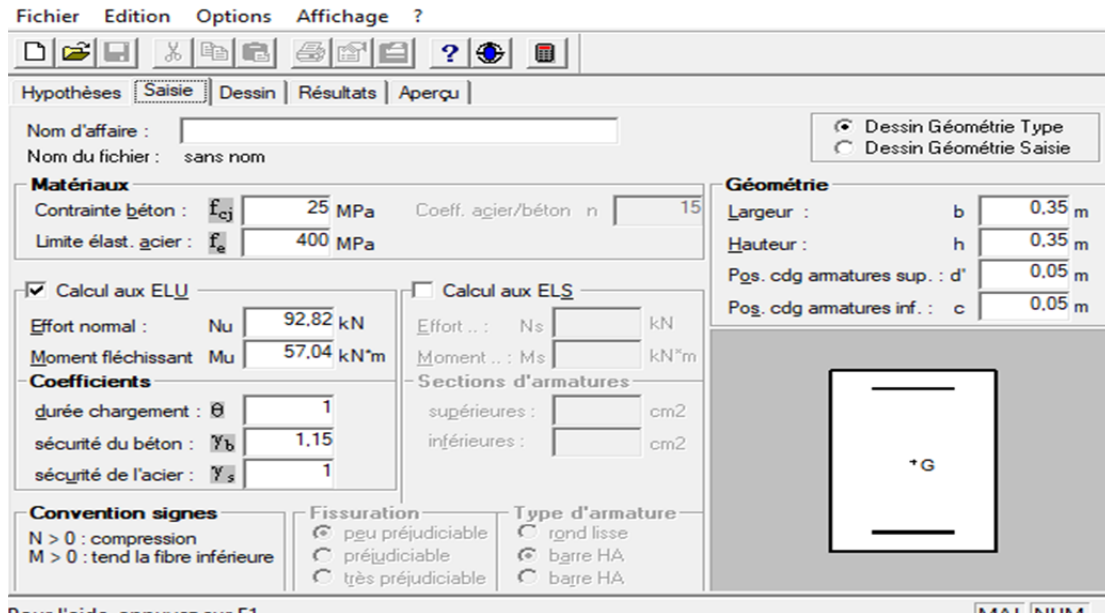 Fichier Edition Options Affichage ?
Hypothèses Saisie Dessin Résultats Aperçu
Nom d'affaire :
Nom du fichier : sans nom
Dessin Géométrie Type
Dessin Géométrie Saisie
Matériaux
Contrainte béton : fcj 25 MPa Coeff. acier/béton n 15
Limite élast. acier : fe 400 MPa
Géométrie
Largeur : b 0.35 m
Hauteur : h 0.35 m
Pos. cdg armatures sup. : d' 0.05 m
Pos. cdg armatures inf. : c 0.05 m
Calcul aux ELU
Effort normal : Nu 92,82 kN
Moment fléchissant Mu 57,04 kN*m
Coefficients
durée chargement : θ 1
sécurité du béton : γb 1,15
sécurité de l'acier : γs 1
Calcul aux ELS
Effort .. : Ns kN
Moment .. : Ms kN*m
Sections d'armatures
supérieures : cm2
inférieures : cm2
Convention signes
N > 0 : compression
M > 0 : tend la fibre inférieure
Fissuration
peu préjudiciable
préjudiciable
très préjudiciable
Type d'armature
rond lisse
barre HA
barre HA
G
Pour l'aide, appuyez sur F1
MAJ NUM